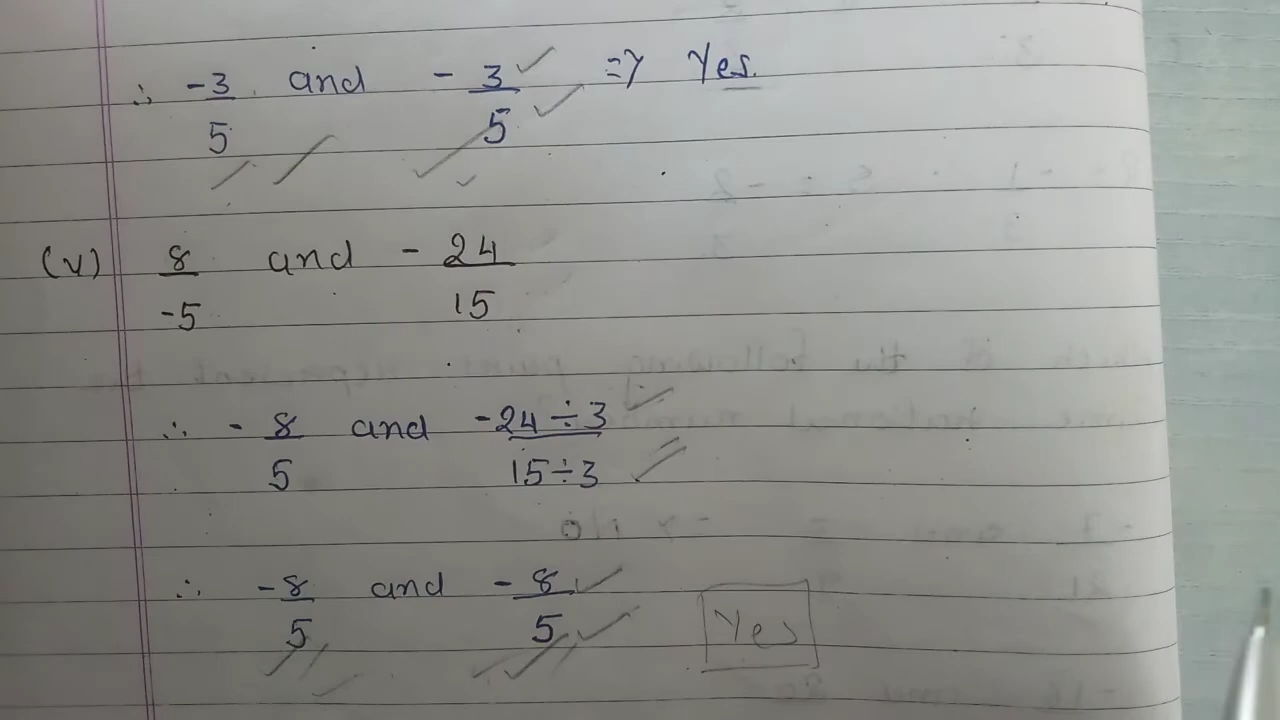 ∴ -3 and - 3 => Yes.
5 5
(v) 8 and - 24
-5 15
∴ - 8 and -24 ÷ 3
5 15 ÷ 3
∴ -8 and - 8
5 5 Yes